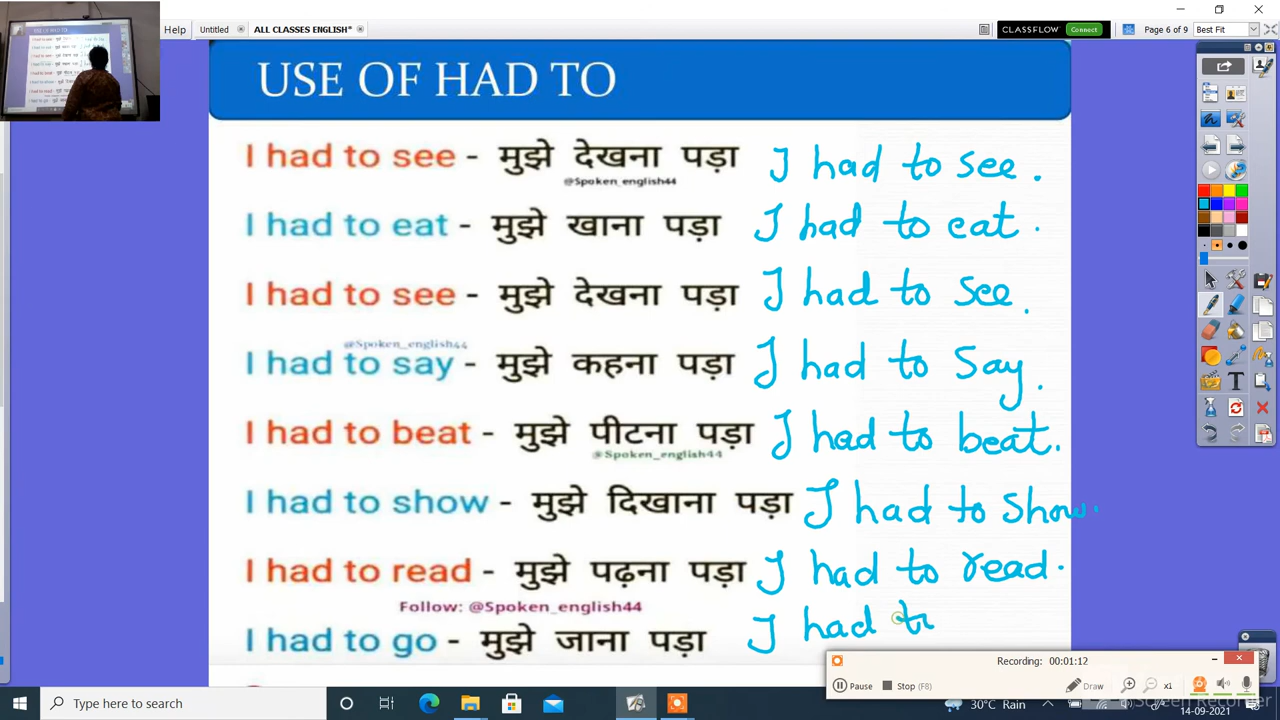 Help Untitled ALL CLASSES ENGLISH* CLASSFLOW Connect Page 6 of 9 Best Fit
USE OF HAD TO
I had to see - मुझे देखना पड़ा I had to see.
@Spoken_english44
I had to eat - मुझे खाना पड़ा I had to eat.
I had to see - मुझे देखना पड़ा I had to see.
@Spoken_english44
I had to say - मुझे कहना पड़ा I had to say.
I had to beat - मुझे पीटना पड़ा I had to beat.
@Spoken_english44
I had to show - मुझे दिखाना पड़ा I had to show.
I had to read - मुझे पढ़ना पड़ा I had to read.
Follow: @Spoken_english44
I had to go - मुझे जाना पड़ा I had to
Recording: 00:01:12
Pause Stop (F8) Draw x1
Type here to search
30°C Rain
14-09-2021